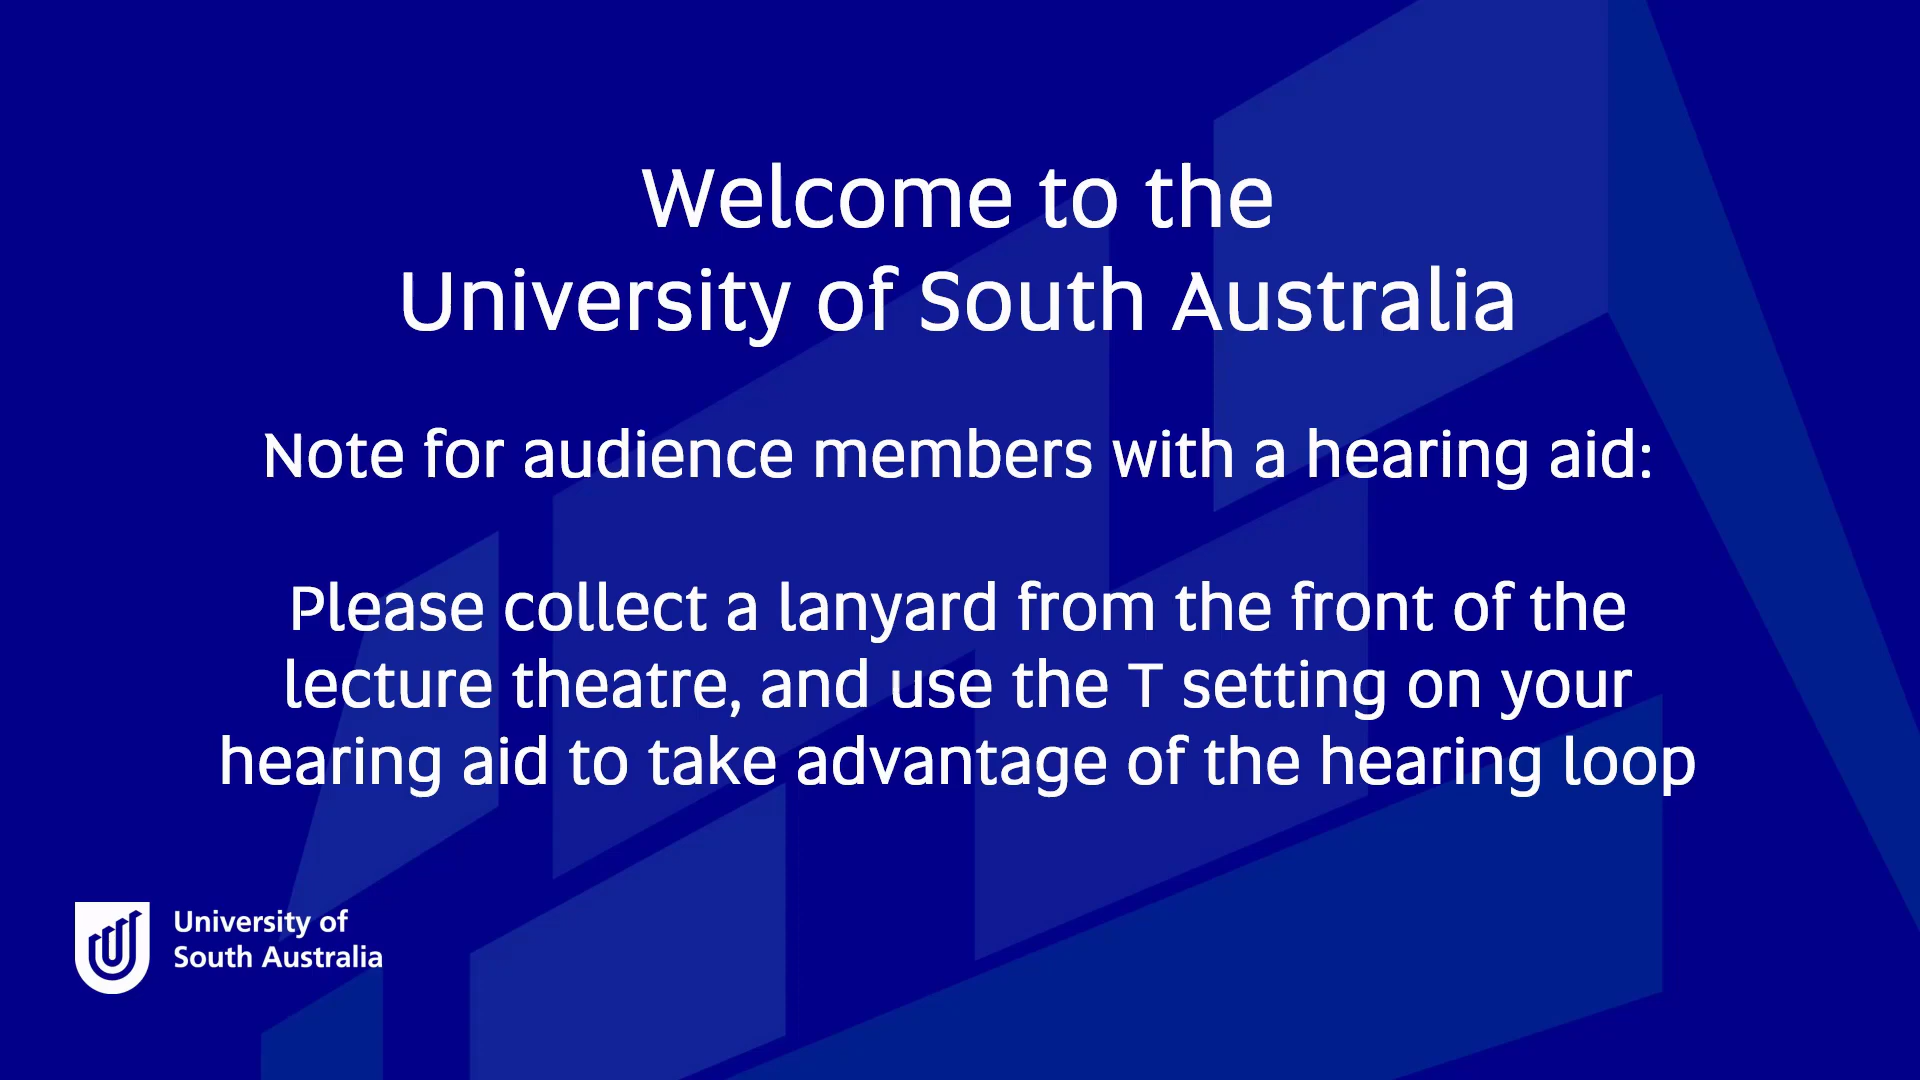 Welcome to the
University of South Australia
Note for audience members with a hearing aid:
Please collect a lanyard from the front of the
lecture theatre, and use the T setting on your
hearing aid to take advantage of the hearing loop
University of
South Australia